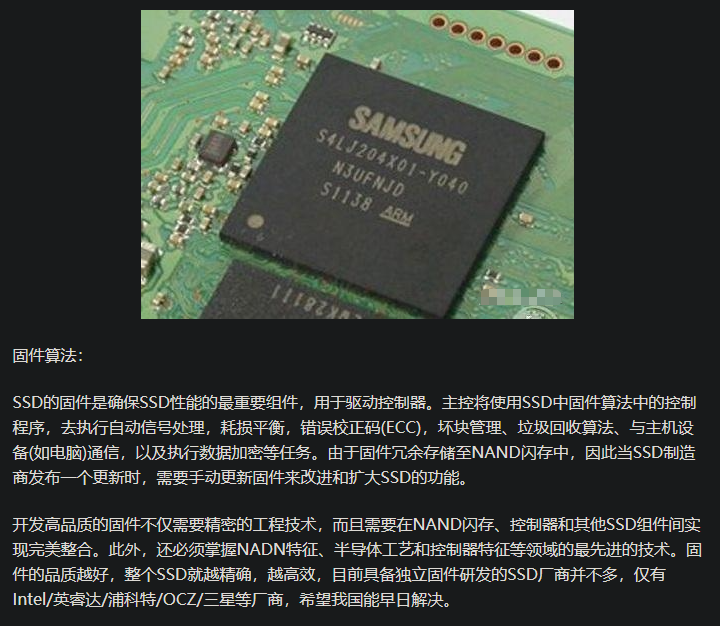 SAMSUNG
S4LJ204X01-Y040
N3UFNJD
S1138 ARM
固件算法：
SSD的固件是确保SSD性能的最重要组件，用于驱动控制器。主控将使用SSD中固件算法中的控制
程序，去执行自动信号处理，耗损平衡，错误校正码(ECC)，坏块管理、垃圾回收算法、与主机设
备(如电脑)通信，以及执行数据加密等任务。由于固件冗余存储至NAND闪存中，因此当SSD制造
商发布一个更新时，需要手动更新固件来改进和扩大SSD的功能。
开发高品质的固件不仅需要精密的工程技术，而且需要在NAND闪存、控制器和其他SSD组件间实
现完美整合。此外，还必须掌握NADN特征、半导体工艺和控制器特征等领域的最先进的技术。固
件的品质越好，整个SSD就越精确，越高效，目前具备独立固件研发的SSD厂商并不多，仅有
Intel/英睿达/浦科特/OCZ/三星等厂商，希望我国能早日解决。